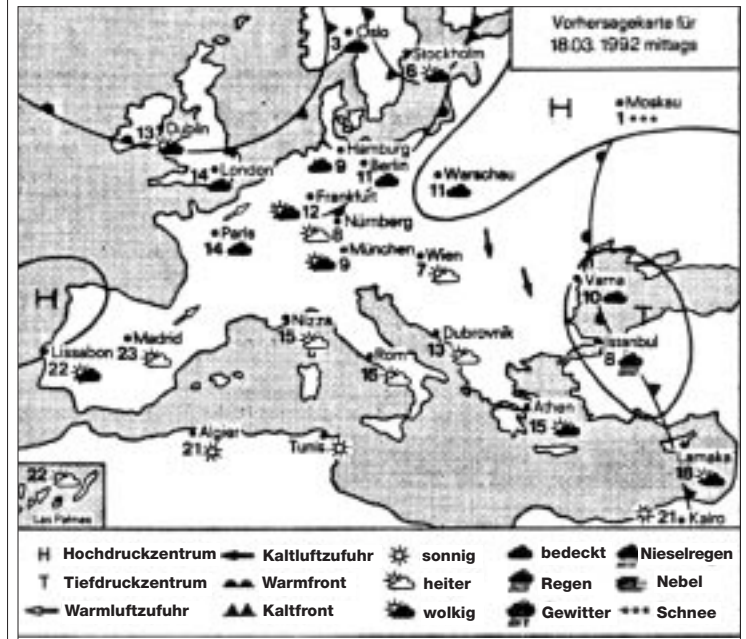 Vorhersagekarte für
18.03. 1992 mittags
Oslo
3
Stockholm
6
H
Moskau
1
13 Dublin
Hamburg
9
Berlin
11
London
14
Warschau
11
Frankfurt
12
Nürnberg
8
Paris
14
München
9
Wien
7
Varna
10
H
T
Nizza
15
Madrid
23
Dubrovnik
13
Istanbul
8
Lissabon
22
Rom
16
Athen
15
Algier
21
Tunis
Larnaka
18
22
Las Palmas
21 Kairo
H Hochdruckzentrum Kaltluftzufuhr sonnig bedeckt Nieselregen
T Tiefdruckzentrum Warmfront heiter Regen Nebel
Warmluftzufuhr Kaltfront wolkig Gewitter Schnee